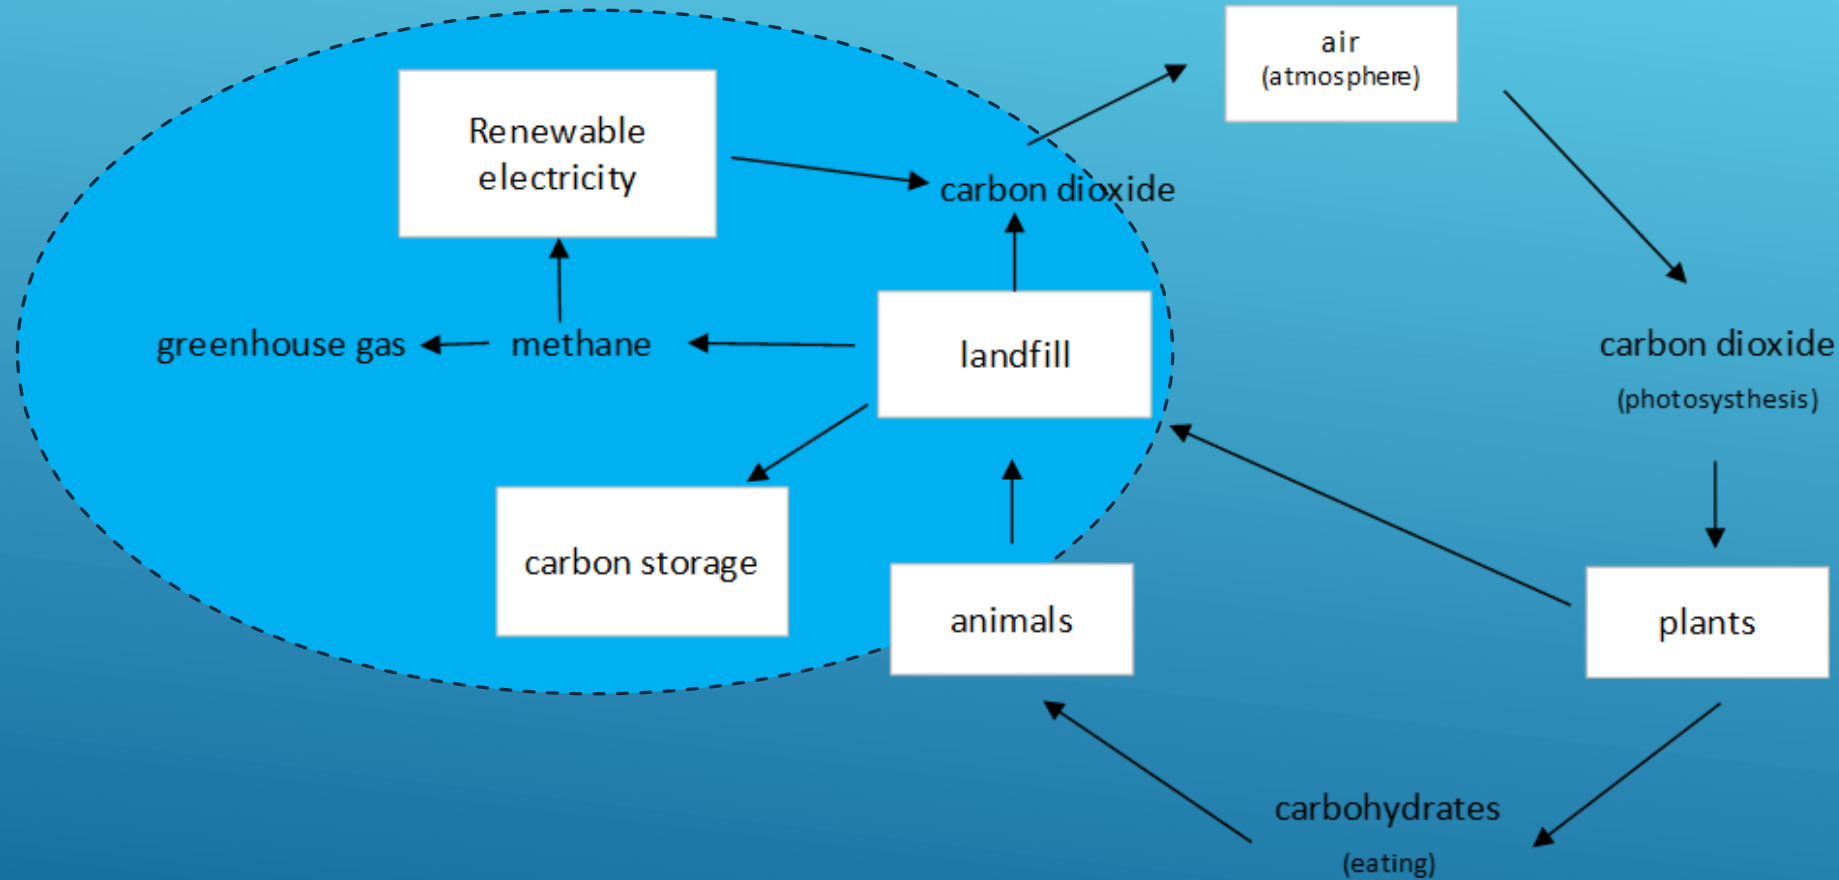 air
(atmosphere)
Renewable
electricity
carbon dioxide
greenhouse gas
methane
landfill
carbon dioxide
(photosysthesis)
carbon storage
animals
plants
carbohydrates
(eating)